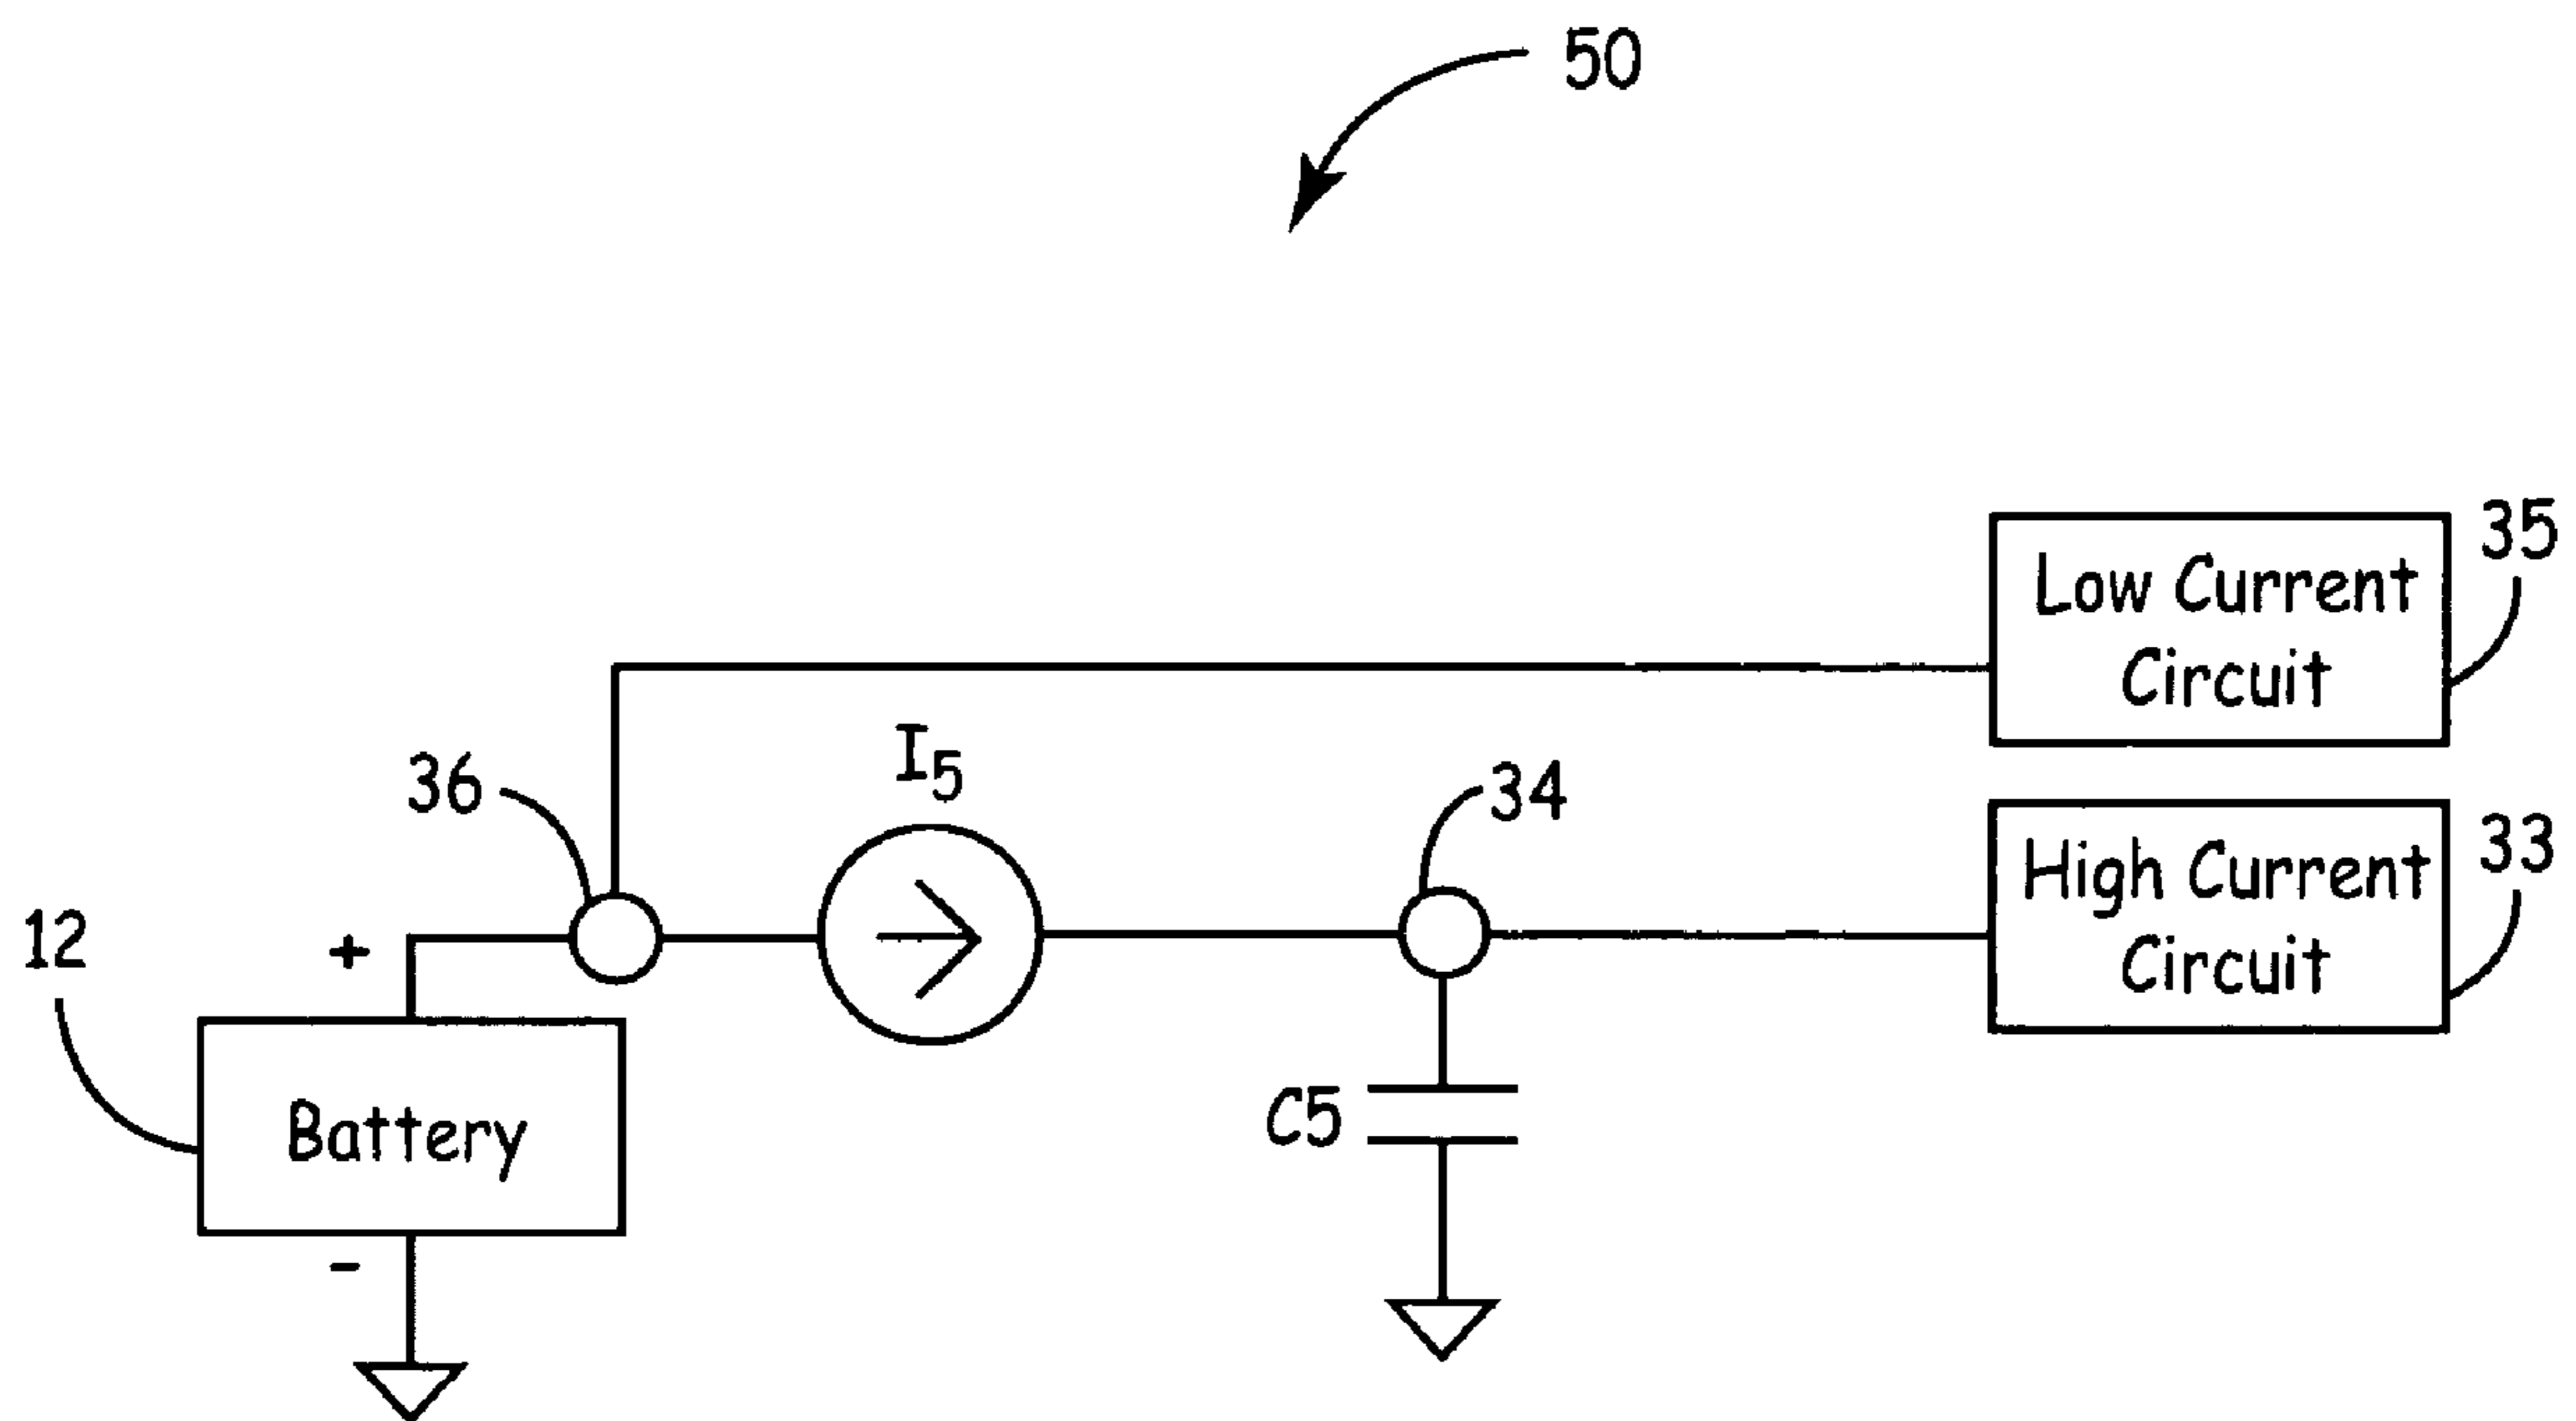 50
35
Low Current
Circuit
I5
36
34
33
High Current
Circuit
12
+
Battery
C5
-